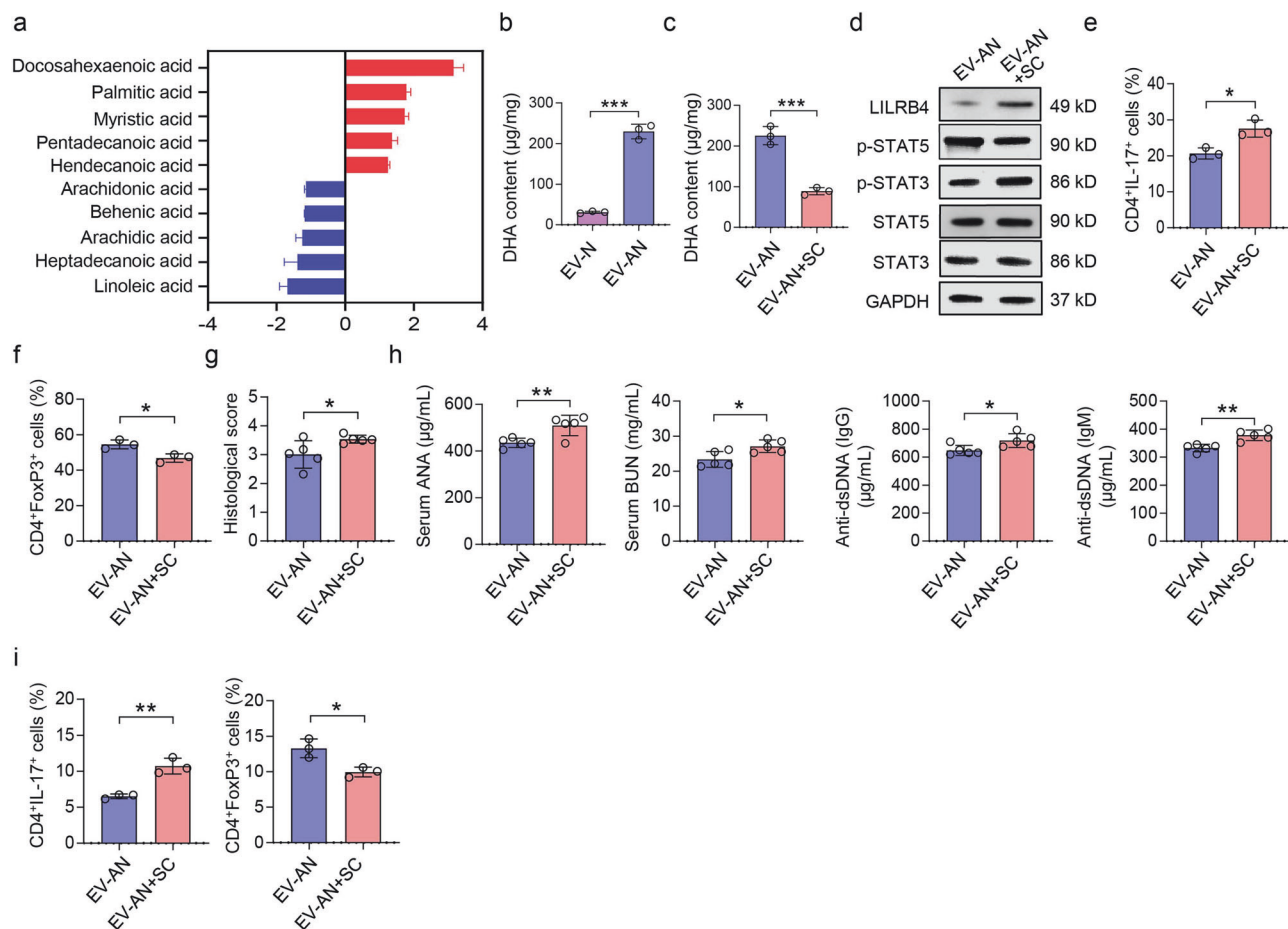 a
Docosahexaenoic acid
Palmitic acid
Myristic acid
Pentadecanoic acid
Hendecanoic acid
Arachidonic acid
Behenic acid
Arachidic acid
Heptadecanoic acid
Linoleic acid
-4 -2 0 2 4
b
DHA content (μg/mg)
300
200
100
0
***
EV-N
EV-AN
c
DHA content (μg/mg)
300
200
100
0
***
EV-AN
EV-AN+SC
d
EV-AN
EV-AN
+SC
LILRB4 49 kD
p-STAT5 90 kD
p-STAT3 86 kD
STAT5 90 kD
STAT3 86 kD
GAPDH 37 kD
e
CD4+IL-17+ cells (%)
40
30
20
10
0
*
EV-AN
EV-AN+SC
f
CD4+FoxP3+ cells (%)
80
60
40
20
0
*
EV-AN
EV-AN+SC
g
Histological score
6
5
4
3
2
1
0
*
EV-AN
EV-AN+SC
h
Serum ANA (μg/mL)
600
400
200
0
**
EV-AN
EV-AN+SC
Serum BUN (mg/mL)
40
30
20
10
0
*
EV-AN
EV-AN+SC
Anti-dsDNA (IgG)
(μg/mL)
1000
800
600
400
200
0
*
EV-AN
EV-AN+SC
Anti-dsDNA (IgM)
(μg/mL)
500
400
300
200
100
0
**
EV-AN
EV-AN+SC
i
CD4+IL-17+ cells (%)
20
15
10
5
0
**
EV-AN
EV-AN+SC
CD4+FoxP3+ cells (%)
20
15
10
5
0
*
EV-AN
EV-AN+SC